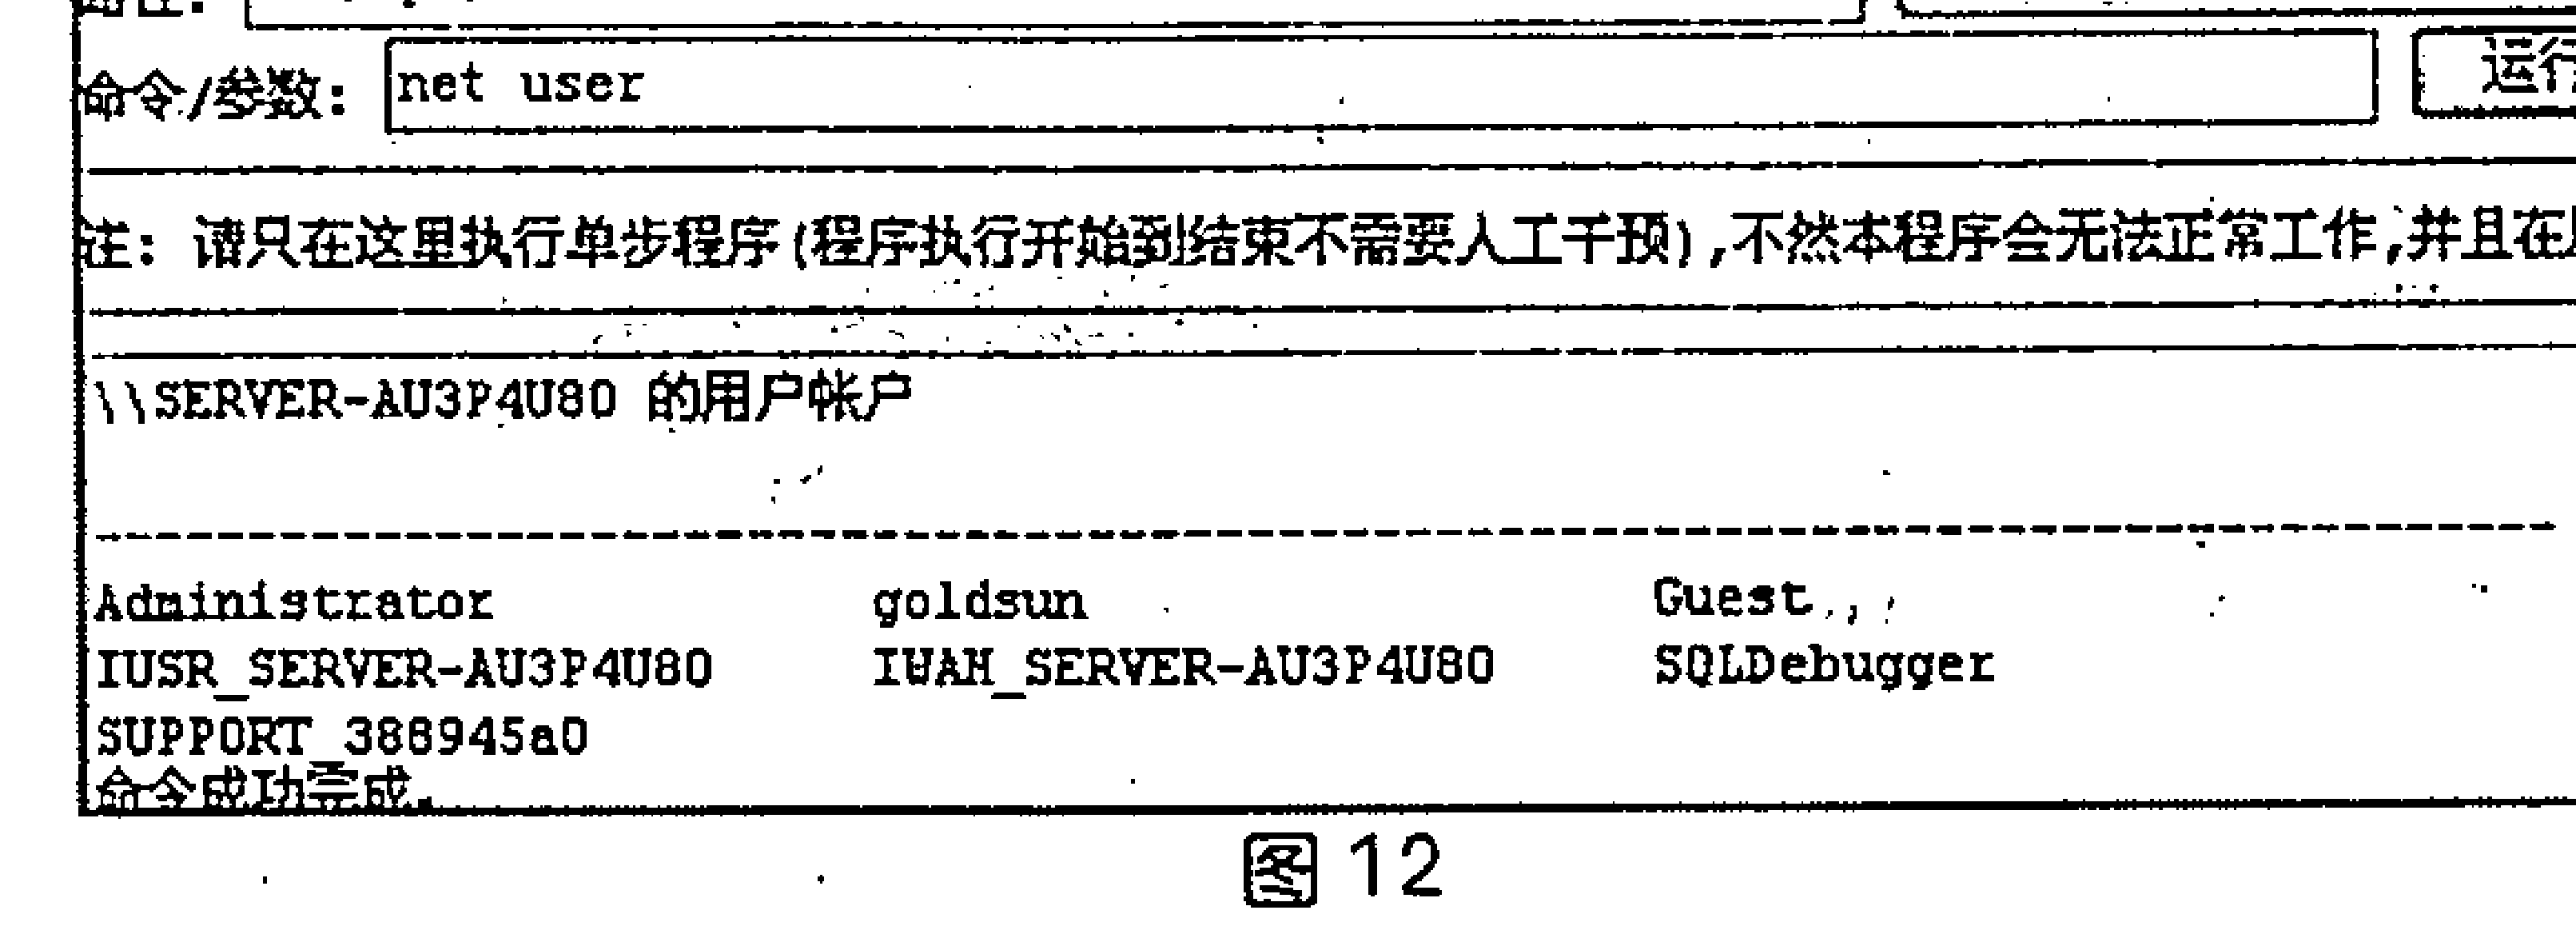 命令/参数: net user 运行
注: 请只在这里执行单步程序(程序执行开始到结束不需要人工干预),不然本程序会无法正常工作,并且在
\\SERVER-AU3P4U80 的用户帐户
--------------------------------------------------------------------------------
Administrator goldsun Guest
IUSR_SERVER-AU3P4U80 IWAM_SERVER-AU3P4U80 SQLDebugger
SUPPORT_388945a0
命令成功完成.
图 12